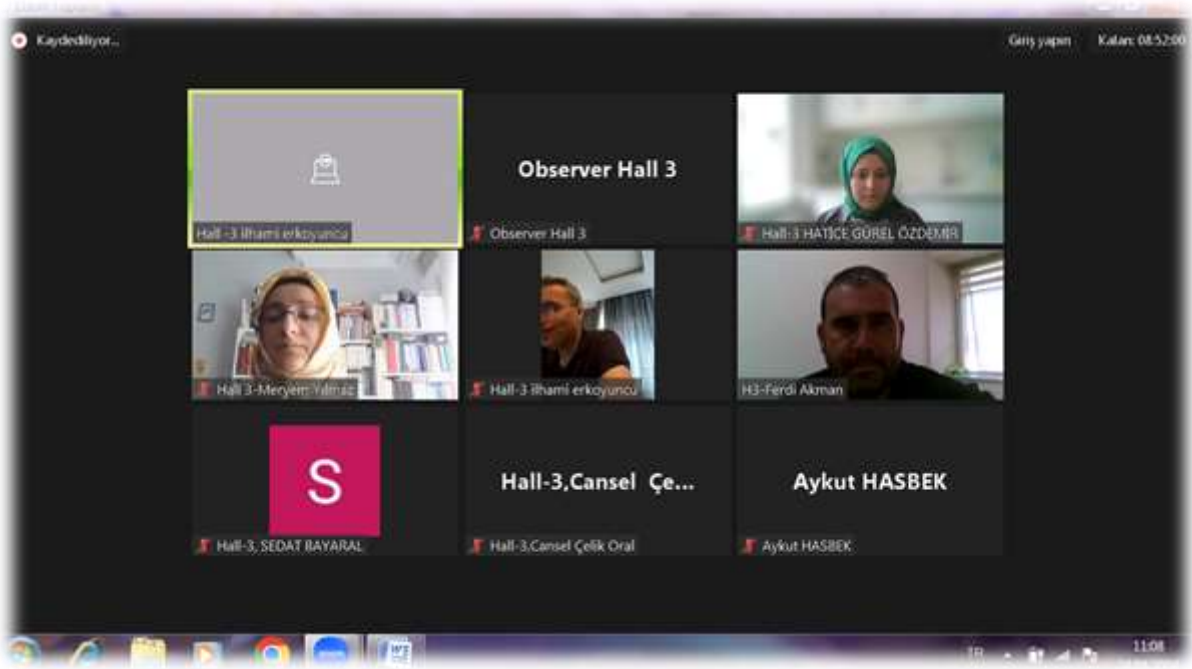 Kaydediliyor...
Giriş yapın
Kalan: 08:52:00
Hall -3 ilhami erkoyuncu
Observer Hall 3
Observer Hall 3
Hall-3 HATİCE GÜREL ÖZDEMİR
Hall 3-Meryem Yılmaz
Hall-3 ilhami erkoyuncu
H3-Ferdi Akman
S
Hall-3, SEDAT BAYARAL
Hall-3,Cansel Çe...
Hall-3,Cansel Çelik Oral
Aykut HASBEK
Aykut HASBEK
TR
11:08